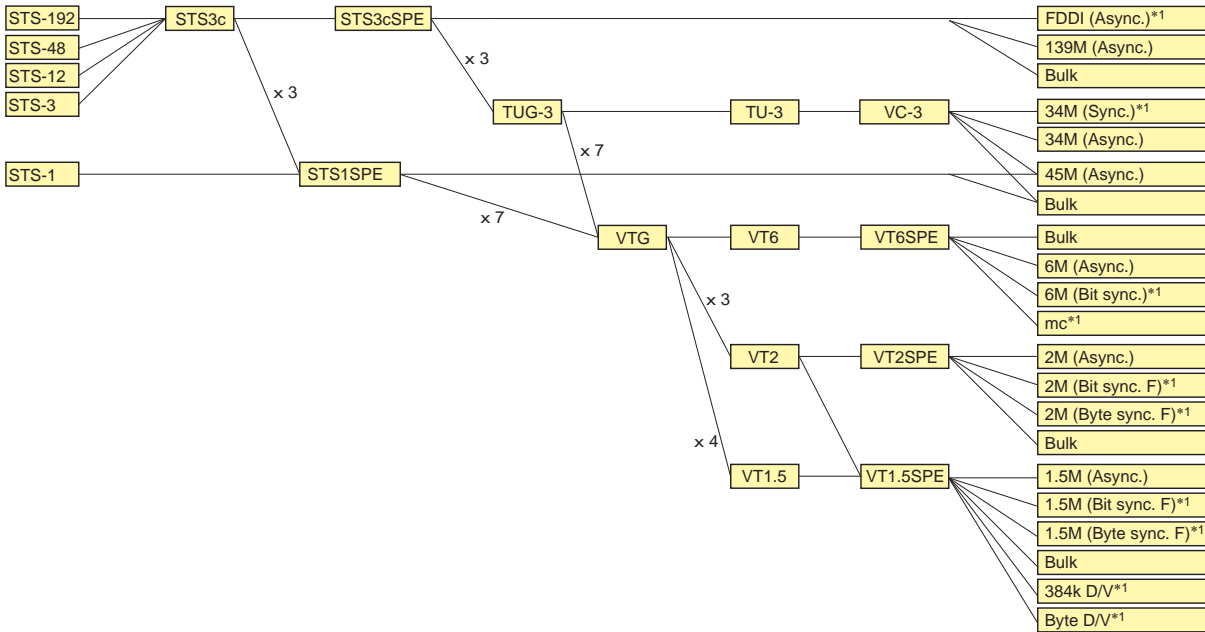 STS-192
STS3c
STS3cSPE
FDDI (Async.)*1
STS-48
139M (Async.)
STS-12
x 3
Bulk
STS-3
x 3
TUG-3
TU-3
VC-3
34M (Sync.)*1
34M (Async.)
x 7
STS-1
STS1SPE
45M (Async.)
Bulk
x 7
VTG
VT6
VT6SPE
Bulk
6M (Async.)
x 3
6M (Bit sync.)*1
mc*1
VT2
VT2SPE
2M (Async.)
2M (Bit sync. F)*1
2M (Byte sync. F)*1
x 4
Bulk
VT1.5
VT1.5SPE
1.5M (Async.)
1.5M (Bit sync. F)*1
1.5M (Byte sync. F)*1
Bulk
384k D/V*1
Byte D/V*1